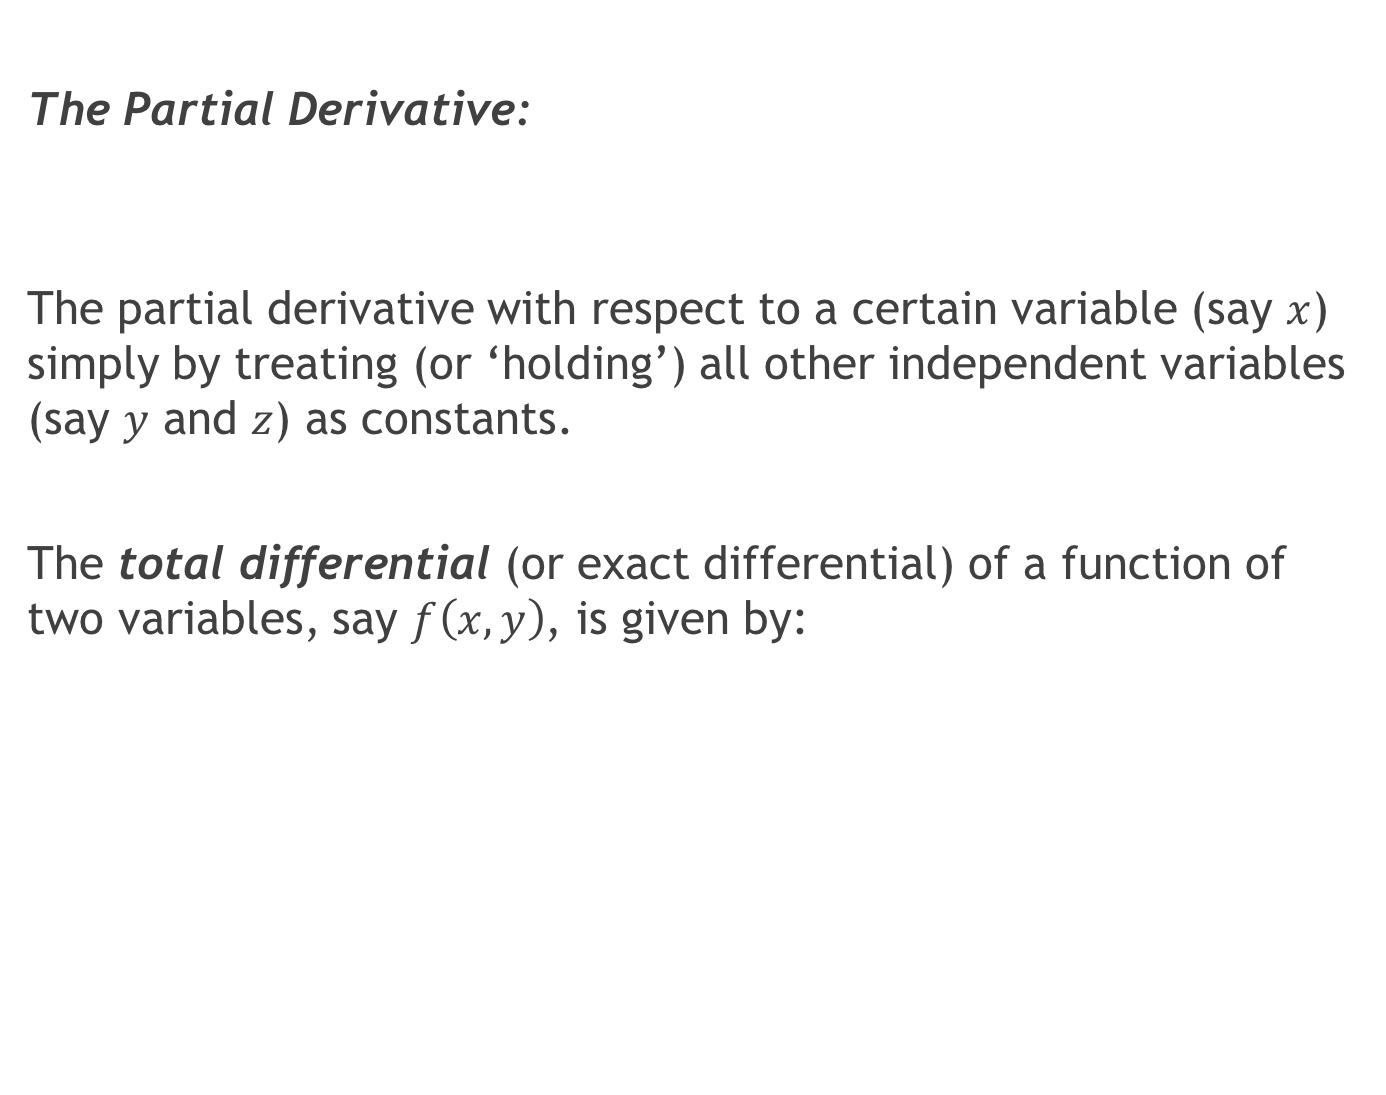 The Partial Derivative:
The partial derivative with respect to a certain variable (say x)
simply by treating (or ‘holding’) all other independent variables
(say y and z) as constants.
The total differential (or exact differential) of a function of
two variables, say f(x, y), is given by: